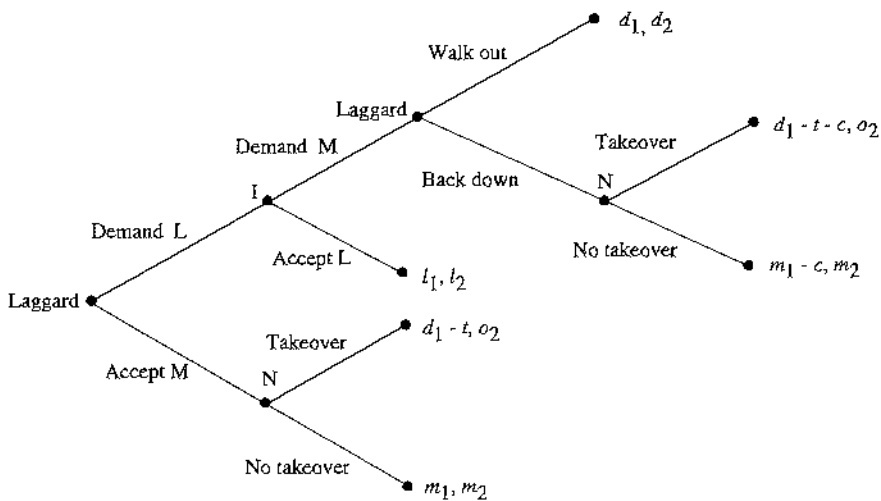 d1, d2
Walk out
Laggard
Takeover
d1 - t - c, o2
Demand M
N
Back down
I
Demand L
No takeover
Accept L
m1 - c, m2
l1, l2
Laggard
Takeover
d1 - t, o2
Accept M
N
No takeover
m1, m2